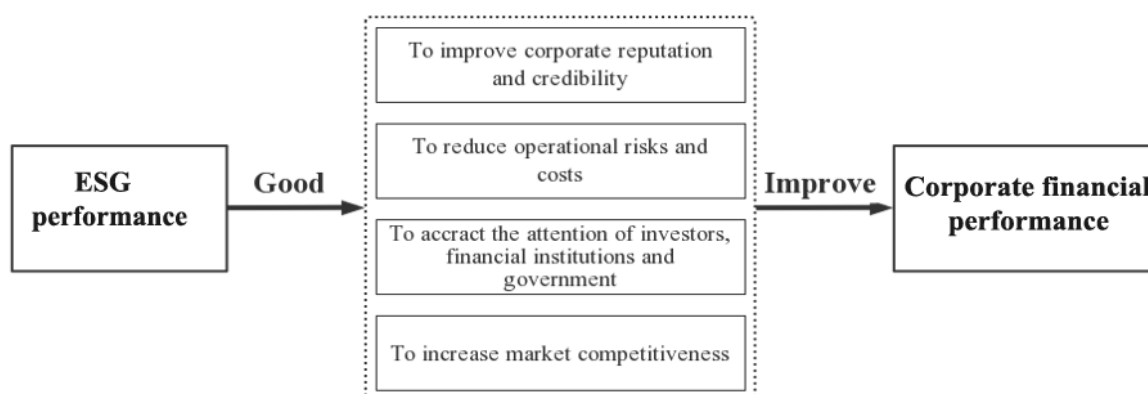 ESG
performance
Good
To improve corporate reputation
and credibility
To reduce operational risks and
costs
To accract the attention of investors,
financial institutions and
government
To increase market competitiveness
Improve
Corporate financial
performance